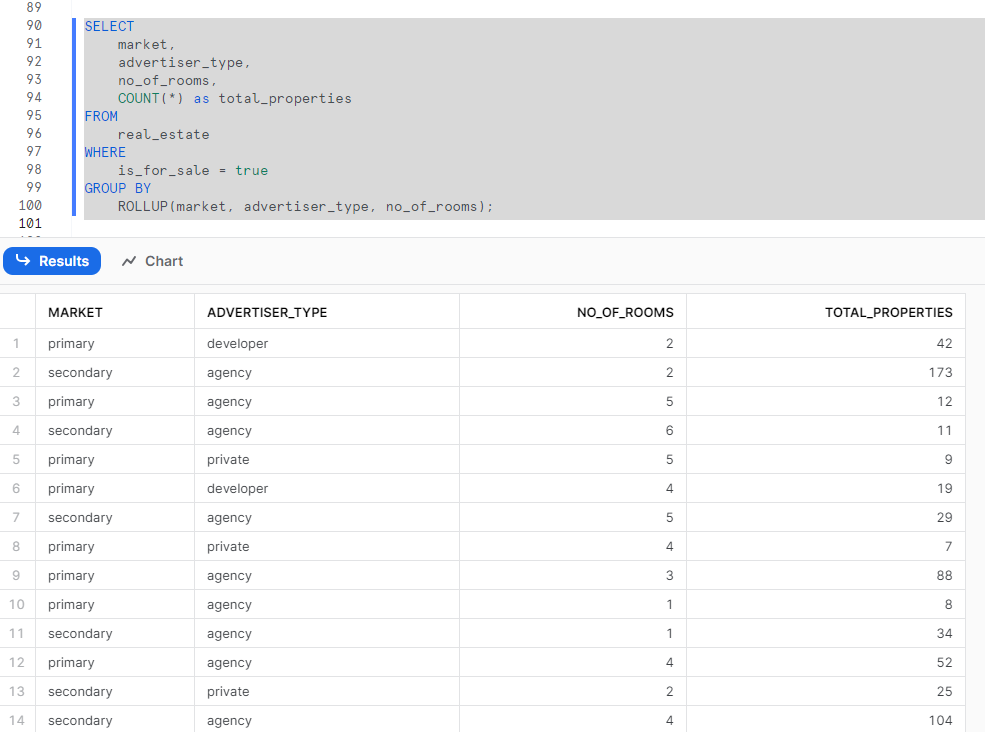 89
90 SELECT
91 market,
92 advertiser_type,
93 no_of_rooms,
94 COUNT(*) as total_properties
95 FROM
96 real_estate
97 WHERE
98 is_for_sale = true
99 GROUP BY
100 ROLLUP(market, advertiser_type, no_of_rooms);
101
Results Chart
MARKET ADVERTISER_TYPE NO_OF_ROOMS TOTAL_PROPERTIES
1 primary developer 2 42
2 secondary agency 2 173
3 primary agency 5 12
4 secondary agency 6 11
5 primary private 5 9
6 primary developer 4 19
7 secondary agency 5 29
8 primary private 4 7
9 primary agency 3 88
10 primary agency 1 8
11 secondary agency 1 34
12 primary agency 4 52
13 secondary private 2 25
14 secondary agency 4 104